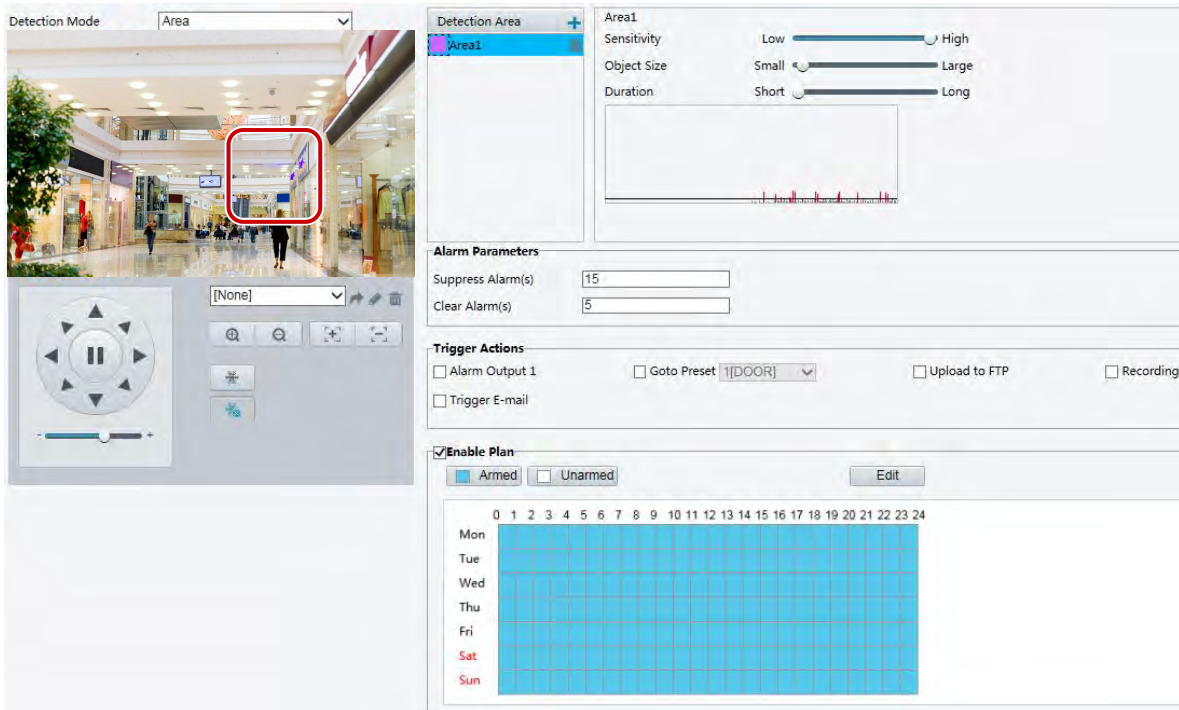 Detection Mode Area
Detection Area
Area1
Area1
Sensitivity Low High
Object Size Small Large
Duration Short Long
Alarm Parameters
Suppress Alarm(s) 15
Clear Alarm(s) 5
[None]
- +
Trigger Actions
Alarm Output 1 Goto Preset 1[DOOR] Upload to FTP Recording
Trigger E-mail
Enable Plan
Armed Unarmed Edit
0 1 2 3 4 5 6 7 8 9 10 11 12 13 14 15 16 17 18 19 20 21 22 23 24
Mon
Tue
Wed
Thu
Fri
Sat
Sun